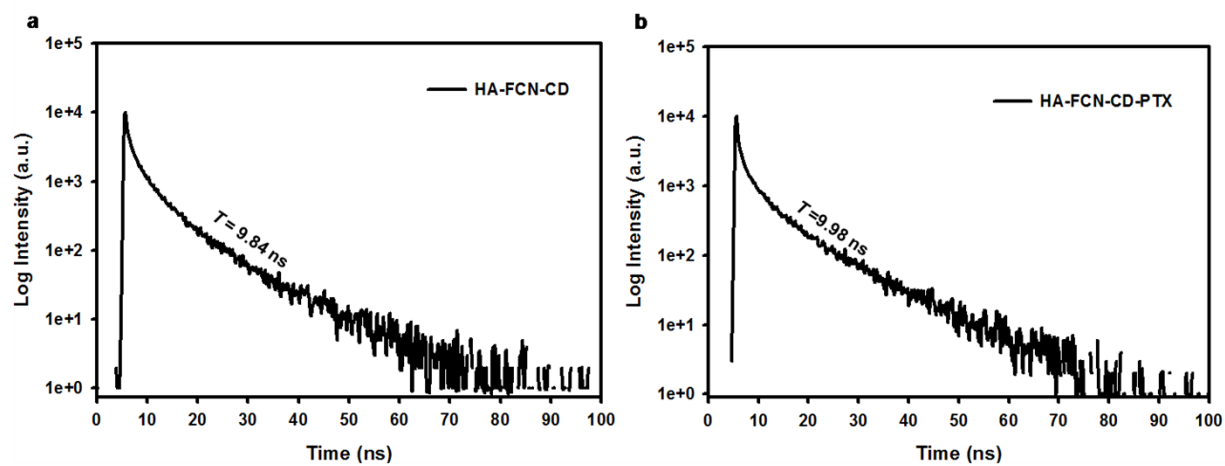 a
1e+5
1e+4
1e+3
1e+2
1e+1
1e+0
Log Intensity (a.u.)
HA-FCN-CD
T = 9.84 ns
0 10 20 30 40 50 60 70 80 90 100
Time (ns)
b
1e+5
1e+4
1e+3
1e+2
1e+1
1e+0
Log Intensity (a.u.)
HA-FCN-CD-PTX
T=9.98 ns
0 10 20 30 40 50 60 70 80 90 100
Time (ns)